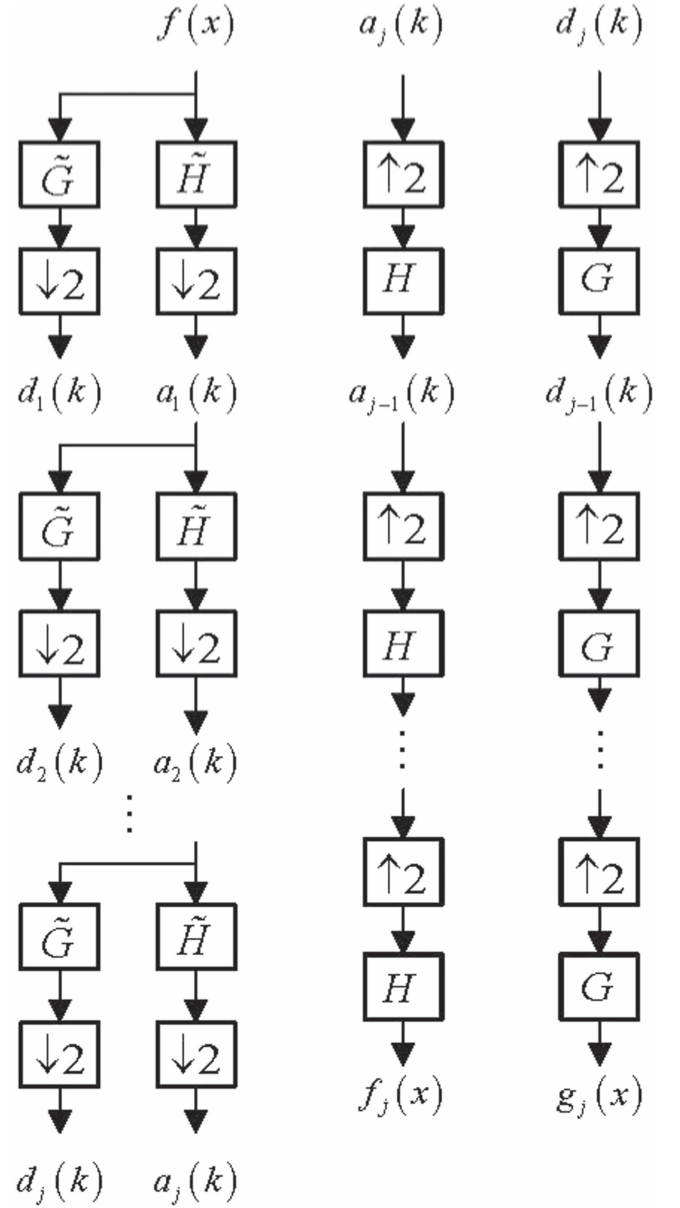 f(x) a_j(k) d_j(k)
G̃ H̃ ↑2 ↑2
↓2 ↓2 H G
d_1(k) a_1(k) a_{j-1}(k) d_{j-1}(k)
G̃ H̃ ↑2 ↑2
↓2 ↓2 H G
⋮ ⋮
d_2(k) a_2(k)
⋮
↑2 ↑2
G̃ H̃
H G
↓2 ↓2
f_j(x) g_j(x)
d_j(k) a_j(k)